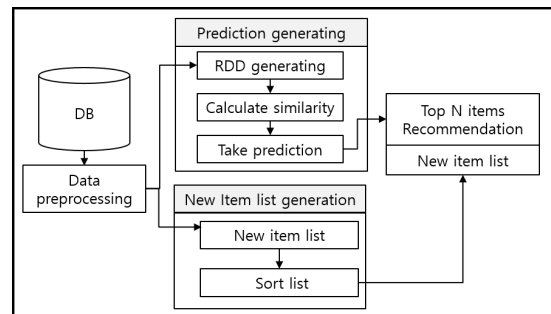 Prediction generating
RDD generating
Calculate similarity
Take prediction
DB
Data
preprocessing
New Item list generation
New item list
Sort list
Top N items
Recommendation
New item list